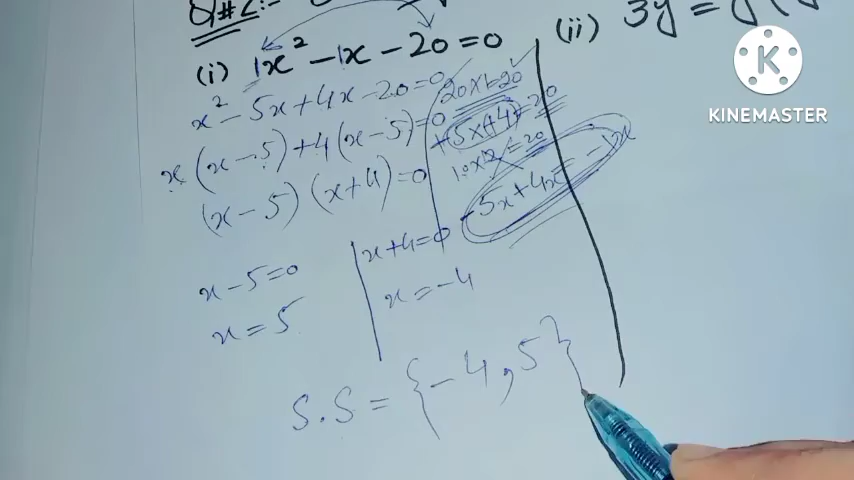 Q#2:-
(i) 1x² - 1x - 20 = 0
x² - 5x + 4x - 20 = 0
x(x - 5) + 4(x - 5) = 0
(x - 5)(x + 4) = 0
x - 5 = 0
x = 5
x + 4 = 0
x = -4
S.S = {-4, 5}
20 × 1 = 20
= 20
10 × 2 = 20
-5x + 4x = -1x
(ii) 3y = y(y
KINEMASTER